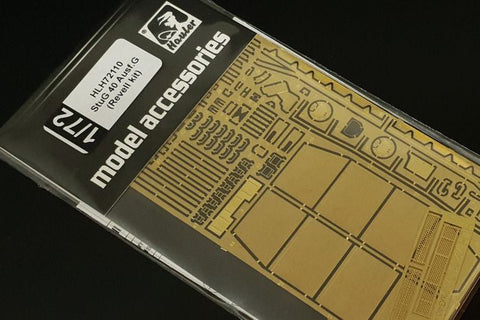 Hauler
HLH72110
StuG 40 Ausf.G
(Revell kit)
1/72
model accessories